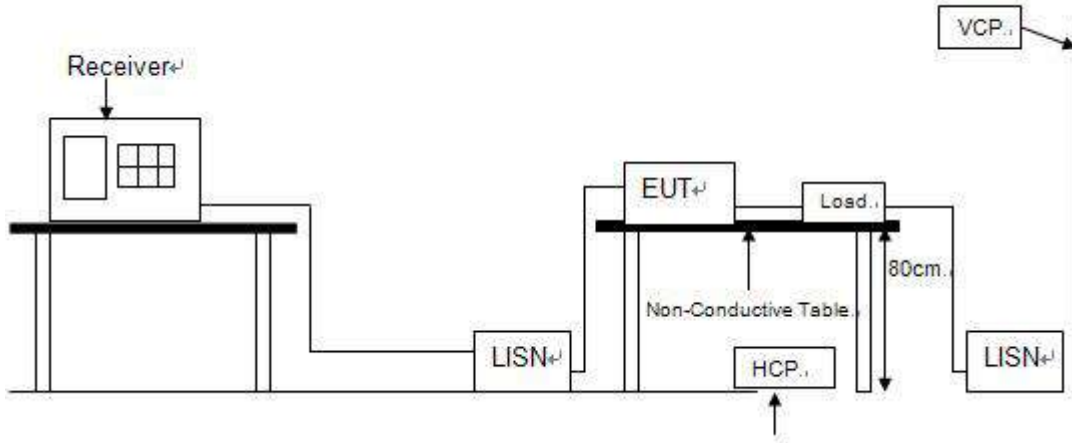 VCP.
Receiver↵
EUT↵
Load.
80cm.
Non-Conductive Table.
LISN↵
HCP.
LISN↵